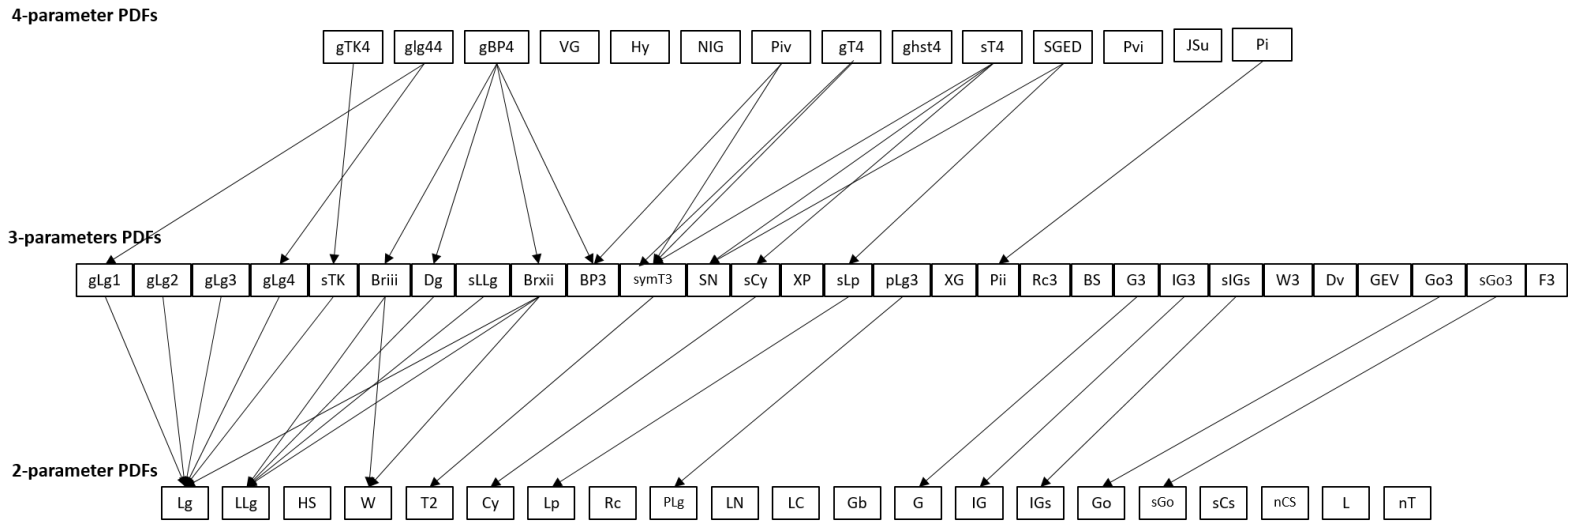 4-parameter PDFs
gTK4 glg44 gBP4 VG Hy NIG Piv gT4 ghst4 sT4 SGED Pvi JSu Pi
3-parameters PDFs
gLg1 gLg2 gLg3 gLg4 sTK Briii Dg sLLg Brxii BP3 symT3 SN sCy XP sLp pLg3 XG Pii Rc3 BS G3 IG3 sIGs W3 Dv GEV Go3 sGo3 F3
2-parameter PDFs
Lg LLg HS W T2 Cy Lp Rc PLg LN LC Gb G IG IGs Go sGo sCs nCS L nT